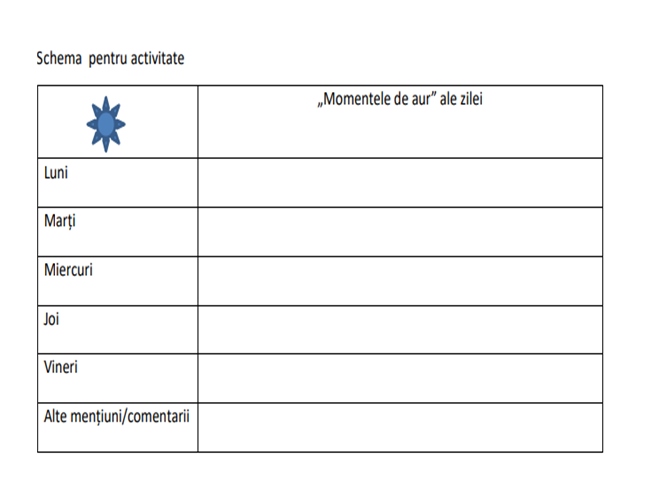 Schema pentru activitate
„Momentele de aur” ale zilei
Luni
Marți
Miercuri
Joi
Vineri
Alte mențiuni/comentarii